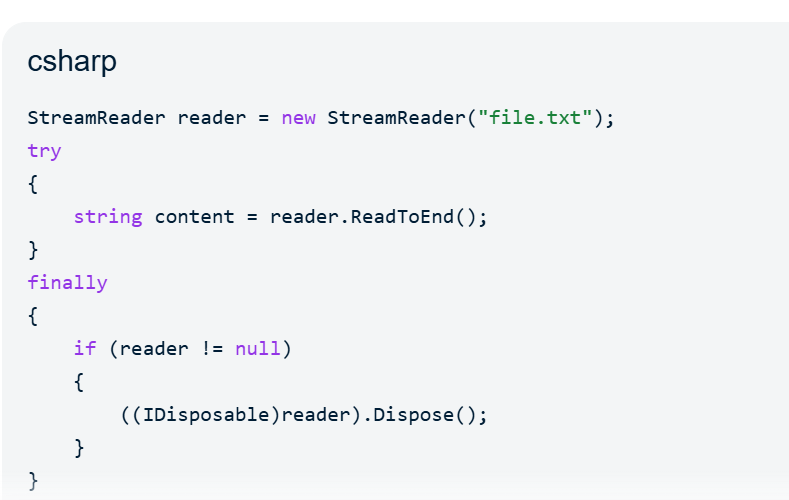 csharp
StreamReader reader = new StreamReader("file.txt");
try
{
    string content = reader.ReadToEnd();
}
finally
{
    if (reader != null)
    {
        ((IDisposable)reader).Dispose();
    }
}